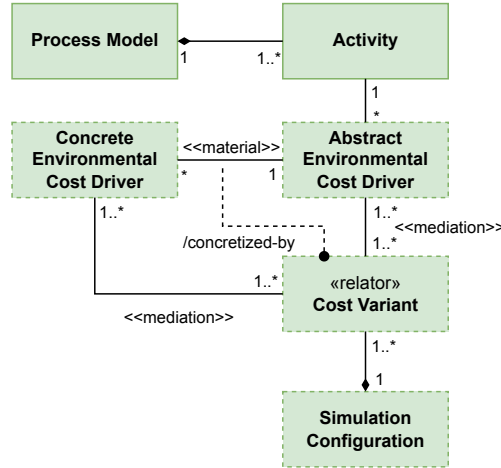 Process Model
Activity
1
1..*
1
*
Concrete
Environmental
Cost Driver
<<material>>
*
1
Abstract
Environmental
Cost Driver
1..*
1..*
<<mediation>>
/concretized-by
1..*
1..*
<<mediation>>
«relator»
Cost Variant
1..*
1
Simulation
Configuration